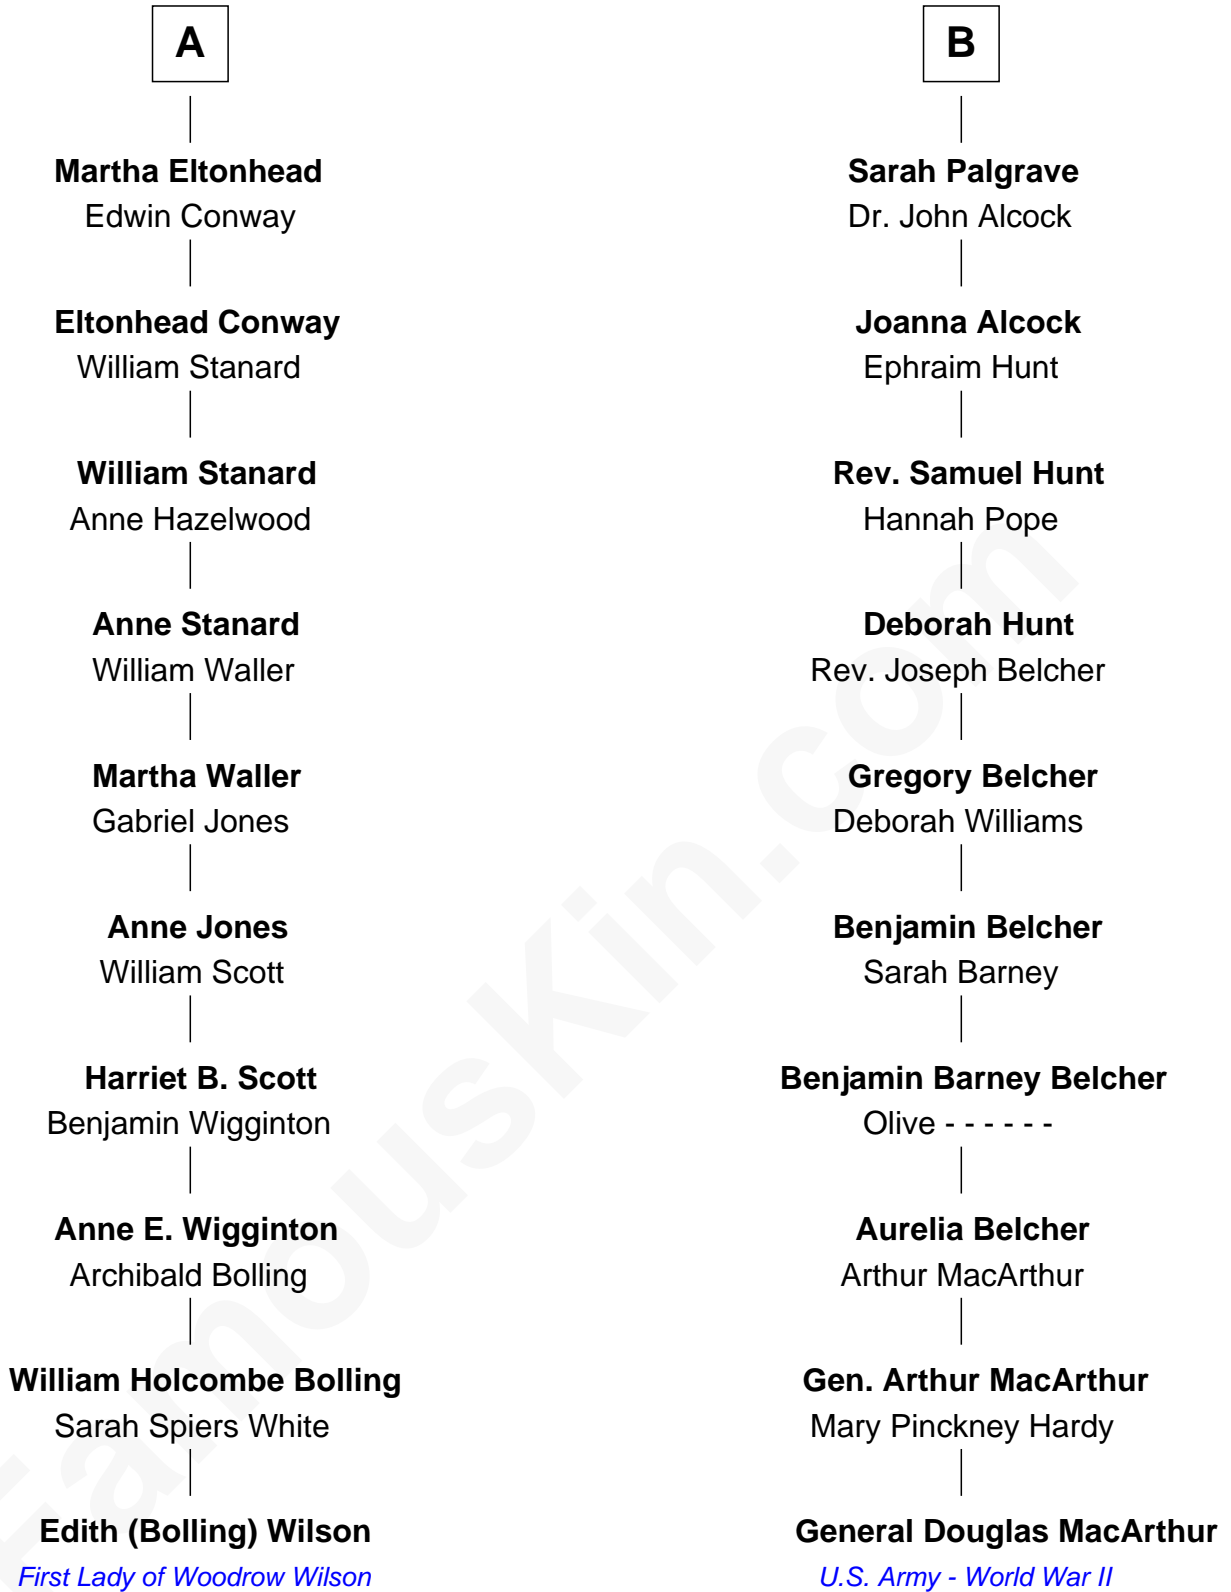 A
Martha Eltonhead
Edwin Conway
Eltonhead Conway
William Stanard
William Stanard
Anne Hazelwood
Anne Stanard
William Waller
Martha Waller
Gabriel Jones
Anne Jones
William Scott
Harriet B. Scott
Benjamin Wigginton
Anne E. Wigginton
Archibald Bolling
William Holcombe Bolling
Sarah Spiers White
Edith (Bolling) Wilson
First Lady of Woodrow Wilson
B
Sarah Palgrave
Dr. John Alcock
Joanna Alcock
Ephraim Hunt
Rev. Samuel Hunt
Hannah Pope
Deborah Hunt
Rev. Joseph Belcher
Gregory Belcher
Deborah Williams
Benjamin Belcher
Sarah Barney
Benjamin Barney Belcher
Olive - - - - - -
Aurelia Belcher
Arthur MacArthur
Gen. Arthur MacArthur
Mary Pinckney Hardy
General Douglas MacArthur
U.S. Army - World War II
FamousKin.com